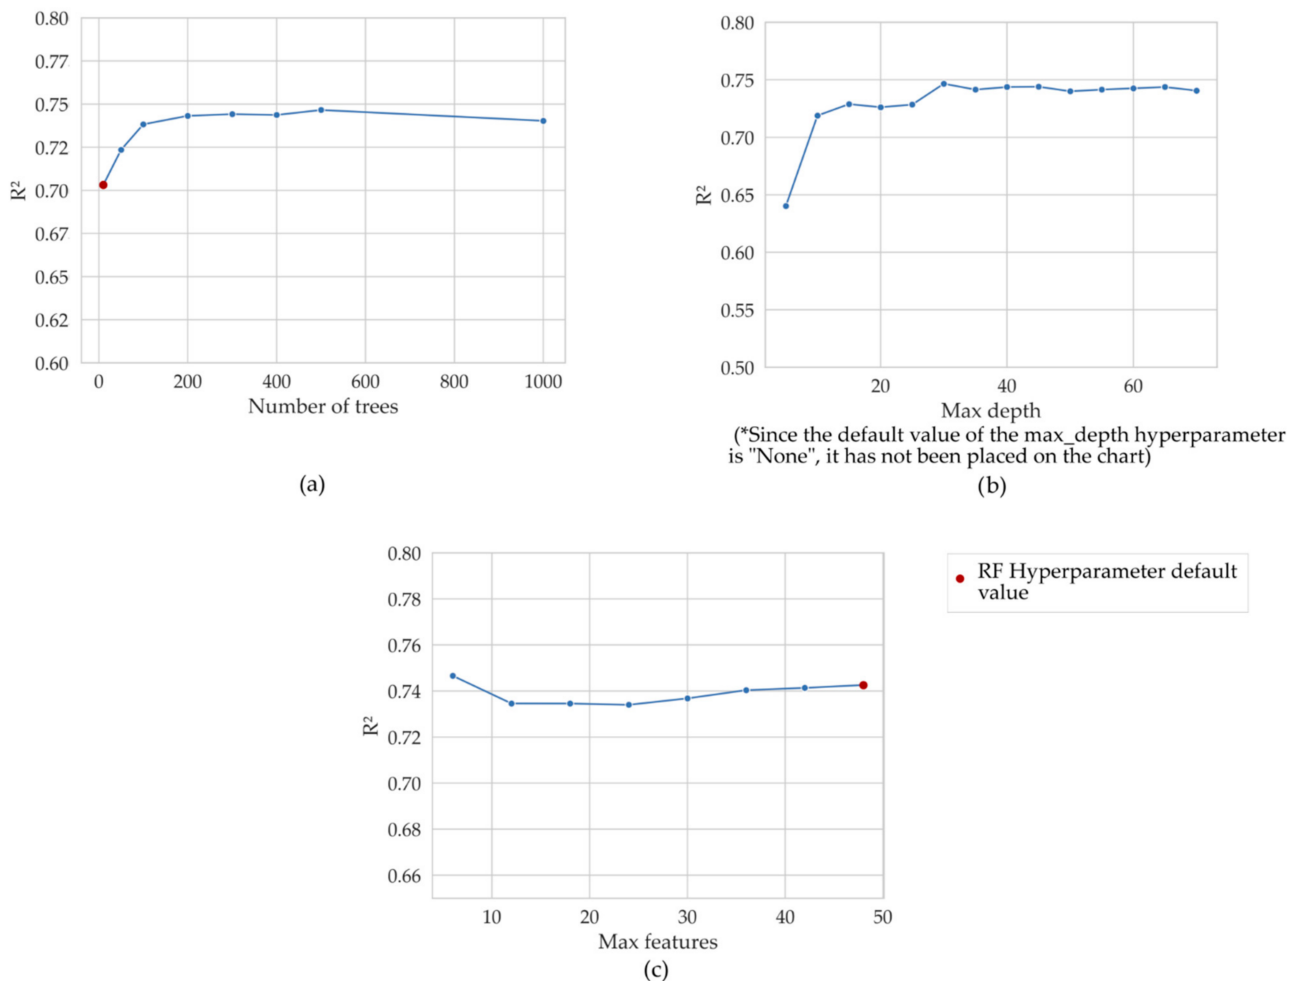 0.80
0.77
0.75
0.72
0.70
0.67
0.65
0.62
0.60
R²
0 200 400 600 800 1000
Number of trees
(a)
0.80
0.75
0.70
0.65
0.60
0.55
0.50
R²
20 40 60
Max depth
(*Since the default value of the max_depth hyperparameter
is "None", it has not been placed on the chart)
(b)
0.80
0.78
0.76
0.74
0.72
0.70
0.68
0.66
R²
10 20 30 40 50
Max features
(c)
RF Hyperparameter default
value